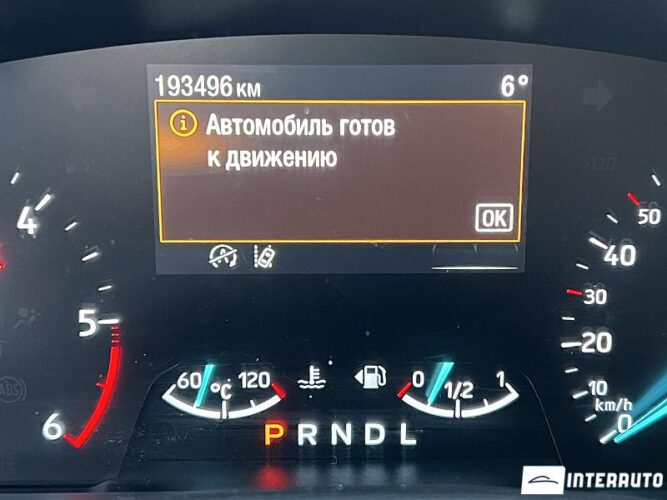 193496 км 6°
Автомобиль готов
к движению
OK
4
5
6
60 °C 120
0 1/2 1
50
40
30
20
10
km/h
0
P R N D L
ABS
INTERAUTO